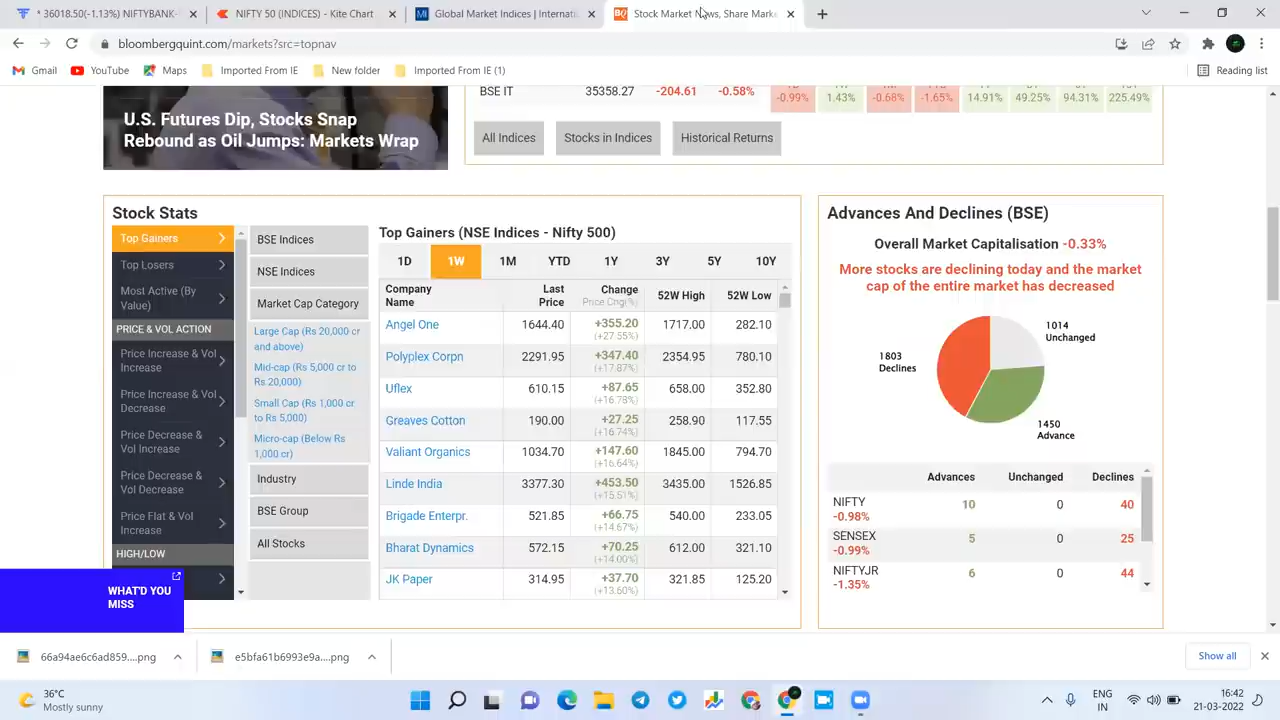 * 36018.50(-1.13%) NIFTYBANK-
NIFTY 50 (INDICES) - KITE Chart
Global Market Indices | Internati
Stock Market News, Share Marke
bloombergquint.com/markets?src=topnav
Gmail
YouTube
Maps
Imported From IE
New folder
Imported From IE (1)
Reading list
BSE IT 35358.27 -204.61 -0.58% -0.99% 1.43% -0.68% -1.65% 14.91% 49.25% 94.31% 225.49%
U.S. Futures Dip, Stocks Snap
Rebound as Oil Jumps: Markets Wrap
All Indices
Stocks in Indices
Historical Returns
Stock Stats
Top Gainers
Top Losers
Most Active (By
Value)
PRICE & VOL ACTION
Price Increase & Vol
Increase
Price Increase & Vol
Decrease
Price Decrease &
Vol Increase
Price Decrease &
Vol Decrease
Price Flat & Vol
Increase
HIGH/LOW
BSE Indices
NSE Indices
Market Cap Category
Large Cap (Rs 20,000 cr
and above)
Mid-cap (Rs 5,000 cr to
Rs 20,000)
Small Cap (Rs 1,000 cr
to Rs 5,000)
Micro-cap (Below Rs
1,000 cr)
Industry
BSE Group
All Stocks
Top Gainers (NSE Indices - Nifty 500)
1D 1W 1M YTD 1Y 3Y 5Y 10Y
Company Name Last Price Change Price Chng(%) 52W High 52W Low
Angel One 1644.40 +355.20 (+27.55%) 1717.00 282.10
Polyplex Corpn 2291.95 +347.40 (+17.87%) 2354.95 780.10
Uflex 610.15 +87.65 (+16.78%) 658.00 352.80
Greaves Cotton 190.00 +27.25 (+16.74%) 258.90 117.55
Valiant Organics 1034.70 +147.60 (+16.64%) 1845.00 794.70
Linde India 3377.30 +453.50 (+15.51%) 3435.00 1526.85
Brigade Enterpr. 521.85 +66.75 (+14.67%) 540.00 233.05
Bharat Dynamics 572.15 +70.25 (+14.00%) 612.00 321.10
JK Paper 314.95 +37.70 (+13.60%) 321.85 125.20
Advances And Declines (BSE)
Overall Market Capitalisation -0.33%
More stocks are declining today and the market
cap of the entire market has decreased
1014
Unchanged
1803
Declines
1450
Advance
Advances Unchanged Declines
NIFTY 10 0 40
-0.98%
SENSEX 5 0 25
-0.99%
NIFTYJR 6 0 44
-1.35%
WHAT'D YOU
MISS
66a94ae6c6ad859....png
e5bfa61b6993e9a....png
Show all
36°C
Mostly sunny
ENG
IN
16:42
21-03-2022